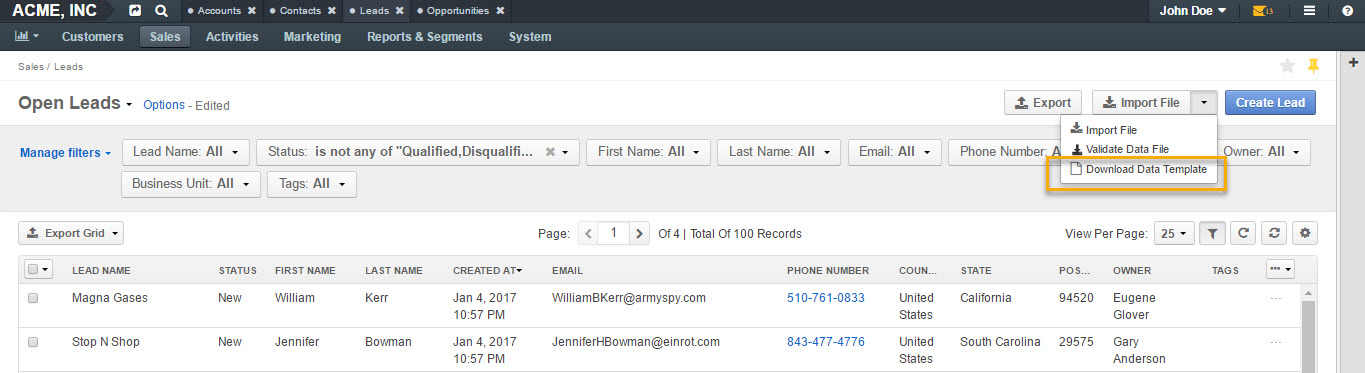 ACME, INC
Accounts ✖ Contacts ✖ Leads ✖ Opportunities ✖
John Doe 13
Customers Sales Activities Marketing Reports & Segments System
Sales / Leads
Open Leads Options - Edited
Export Import File Create Lead
Import File
Validate Data File
Download Data Template
Manage filters Lead Name: All Status: is not any of "Qualified,Disqualifi... ✖ First Name: All Last Name: All Email: All Phone Number: Owner: All
Business Unit: All Tags: All
Export Grid Page: < 1 > Of 4 | Total Of 100 Records View Per Page: 25
LEAD NAME STATUS FIRST NAME LAST NAME CREATED AT EMAIL PHONE NUMBER COUN... STATE POS... OWNER TAGS ...
Magna Gases New William Kerr Jan 4, 2017 WilliamBKerr@armyspy.com 510-761-0833 United California 94520 Eugene ...
10:57 PM States Glover
Stop N Shop New Jennifer Bowman Jan 4, 2017 JenniferHBowman@einrot.com 843-477-4776 United South Carolina 29575 Gary ...
10:57 PM States Anderson